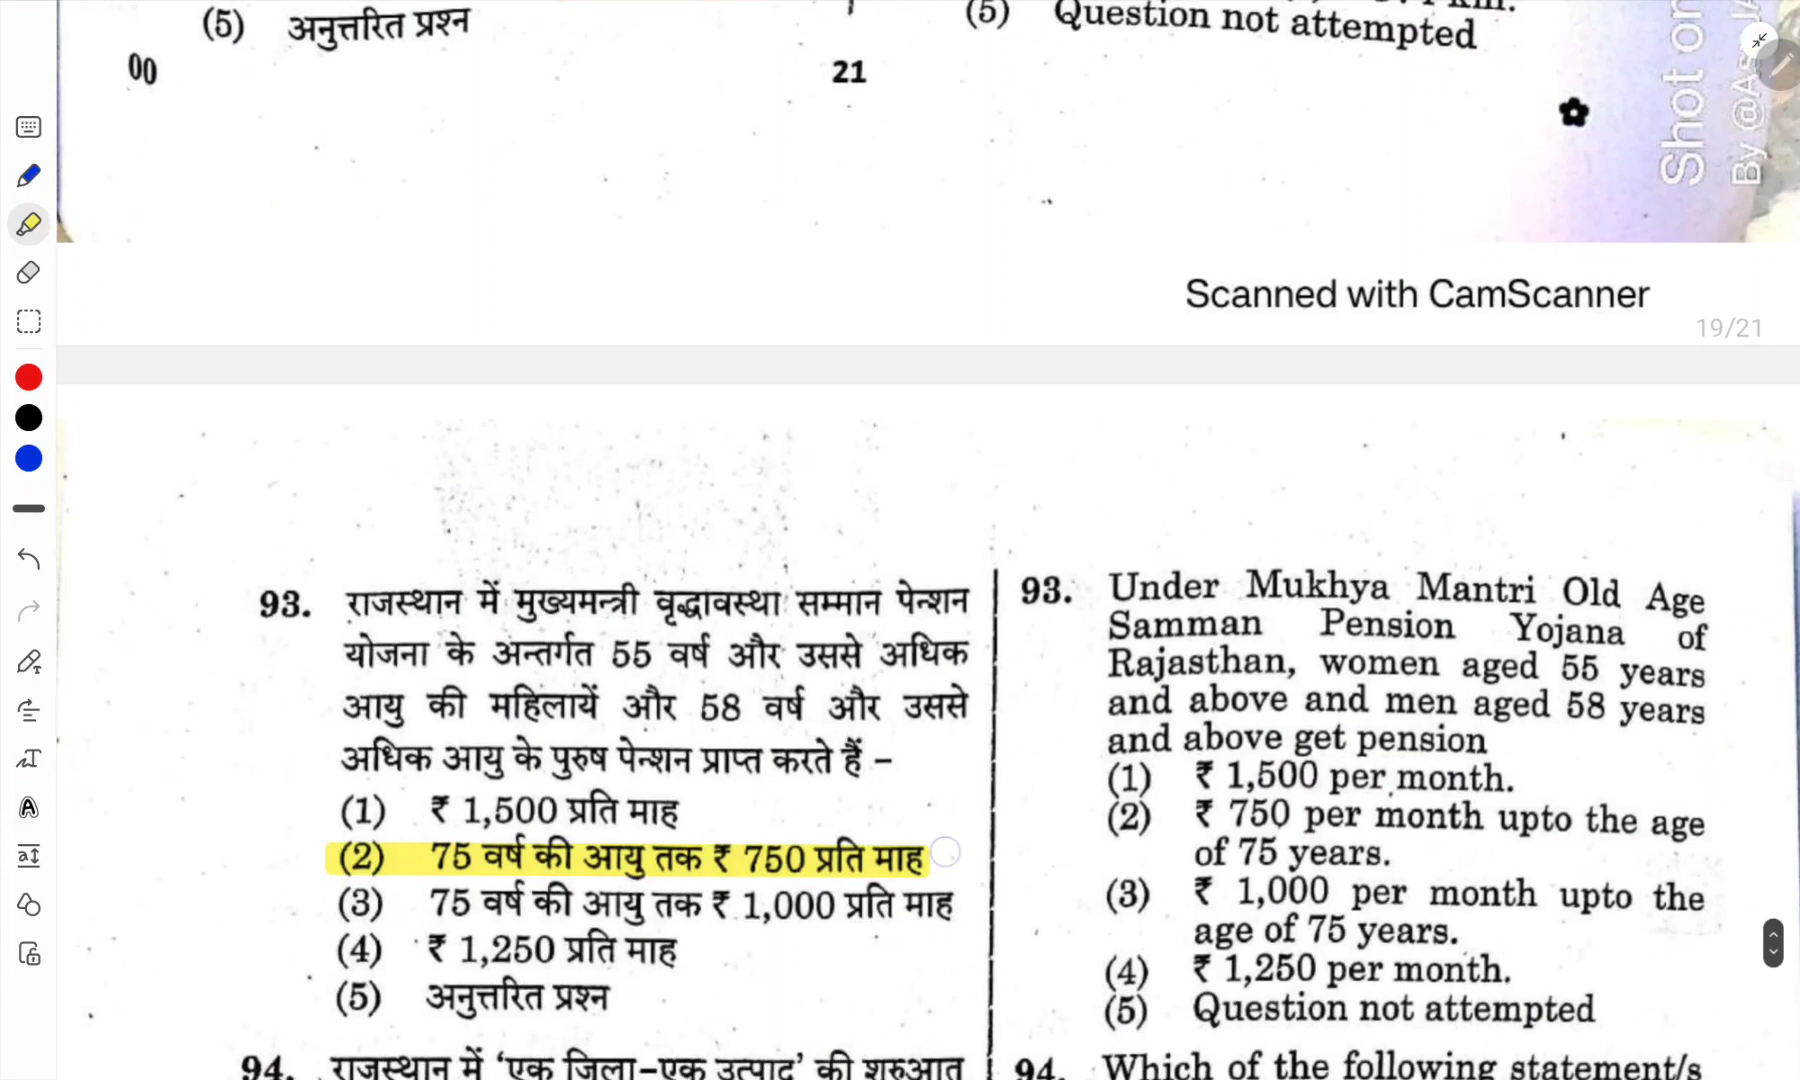 (5) अनुत्तरित प्रश्न
(5) Question not attempted
00
21
Shot on
Scanned with CamScanner
19/21
93. राजस्थान में मुख्यमन्त्री वृद्धावस्था सम्मान पेन्शन
योजना के अन्तर्गत 55 वर्ष और उससे अधिक
आयु की महिलायें और 58 वर्ष और उससे
अधिक आयु के पुरुष पेन्शन प्राप्त करते हैं –
(1) ₹ 1,500 प्रति माह
(2) 75 वर्ष की आयु तक ₹ 750 प्रति माह
(3) 75 वर्ष की आयु तक ₹ 1,000 प्रति माह
(4) ₹ 1,250 प्रति माह
(5) अनुत्तरित प्रश्न
94. राजस्थान में ‘एक जिला–एक उत्पाद’ की शुरुआत
93. Under Mukhya Mantri Old Age
Samman Pension Yojana of
Rajasthan, women aged 55 years
and above and men aged 58 years
and above get pension
(1) ₹ 1,500 per month.
(2) ₹ 750 per month upto the age
of 75 years.
(3) ₹ 1,000 per month upto the
age of 75 years.
(4) ₹ 1,250 per month.
(5) Question not attempted
94. Which of the following statement/s